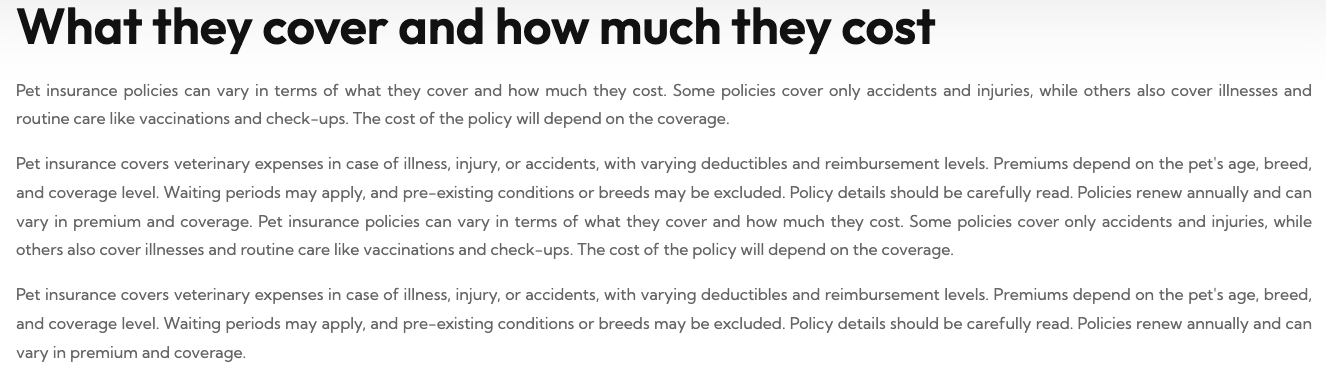 What they cover and how much they cost
Pet insurance policies can vary in terms of what they cover and how much they cost. Some policies cover only accidents and injuries, while others also cover illnesses and
routine care like vaccinations and check-ups. The cost of the policy will depend on the coverage.
Pet insurance covers veterinary expenses in case of illness, injury, or accidents, with varying deductibles and reimbursement levels. Premiums depend on the pet's age, breed,
and coverage level. Waiting periods may apply, and pre-existing conditions or breeds may be excluded. Policy details should be carefully read. Policies renew annually and can
vary in premium and coverage. Pet insurance policies can vary in terms of what they cover and how much they cost. Some policies cover only accidents and injuries, while
others also cover illnesses and routine care like vaccinations and check-ups. The cost of the policy will depend on the coverage.
Pet insurance covers veterinary expenses in case of illness, injury, or accidents, with varying deductibles and reimbursement levels. Premiums depend on the pet's age, breed,
and coverage level. Waiting periods may apply, and pre-existing conditions or breeds may be excluded. Policy details should be carefully read. Policies renew annually and can
vary in premium and coverage.